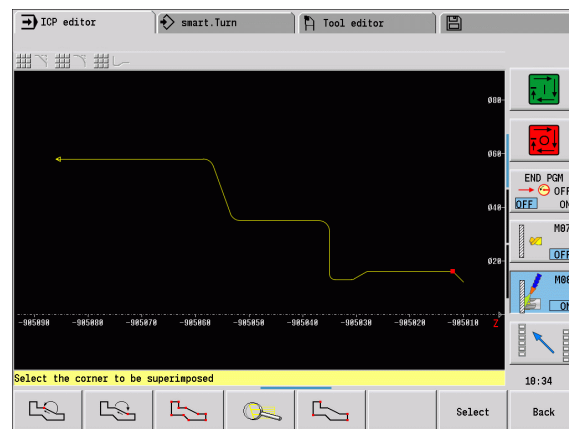 ICP editor
smart.Turn
Tool editor
080
060
040
020
-905090 -905080 -905070 -905060 -905050 -905040 -905030 -905020 -905010 Z
Select the corner to be superimposed
END PGM
OFF
OFF ON
M07
OFF
M08
ON
10:34
Select
Back